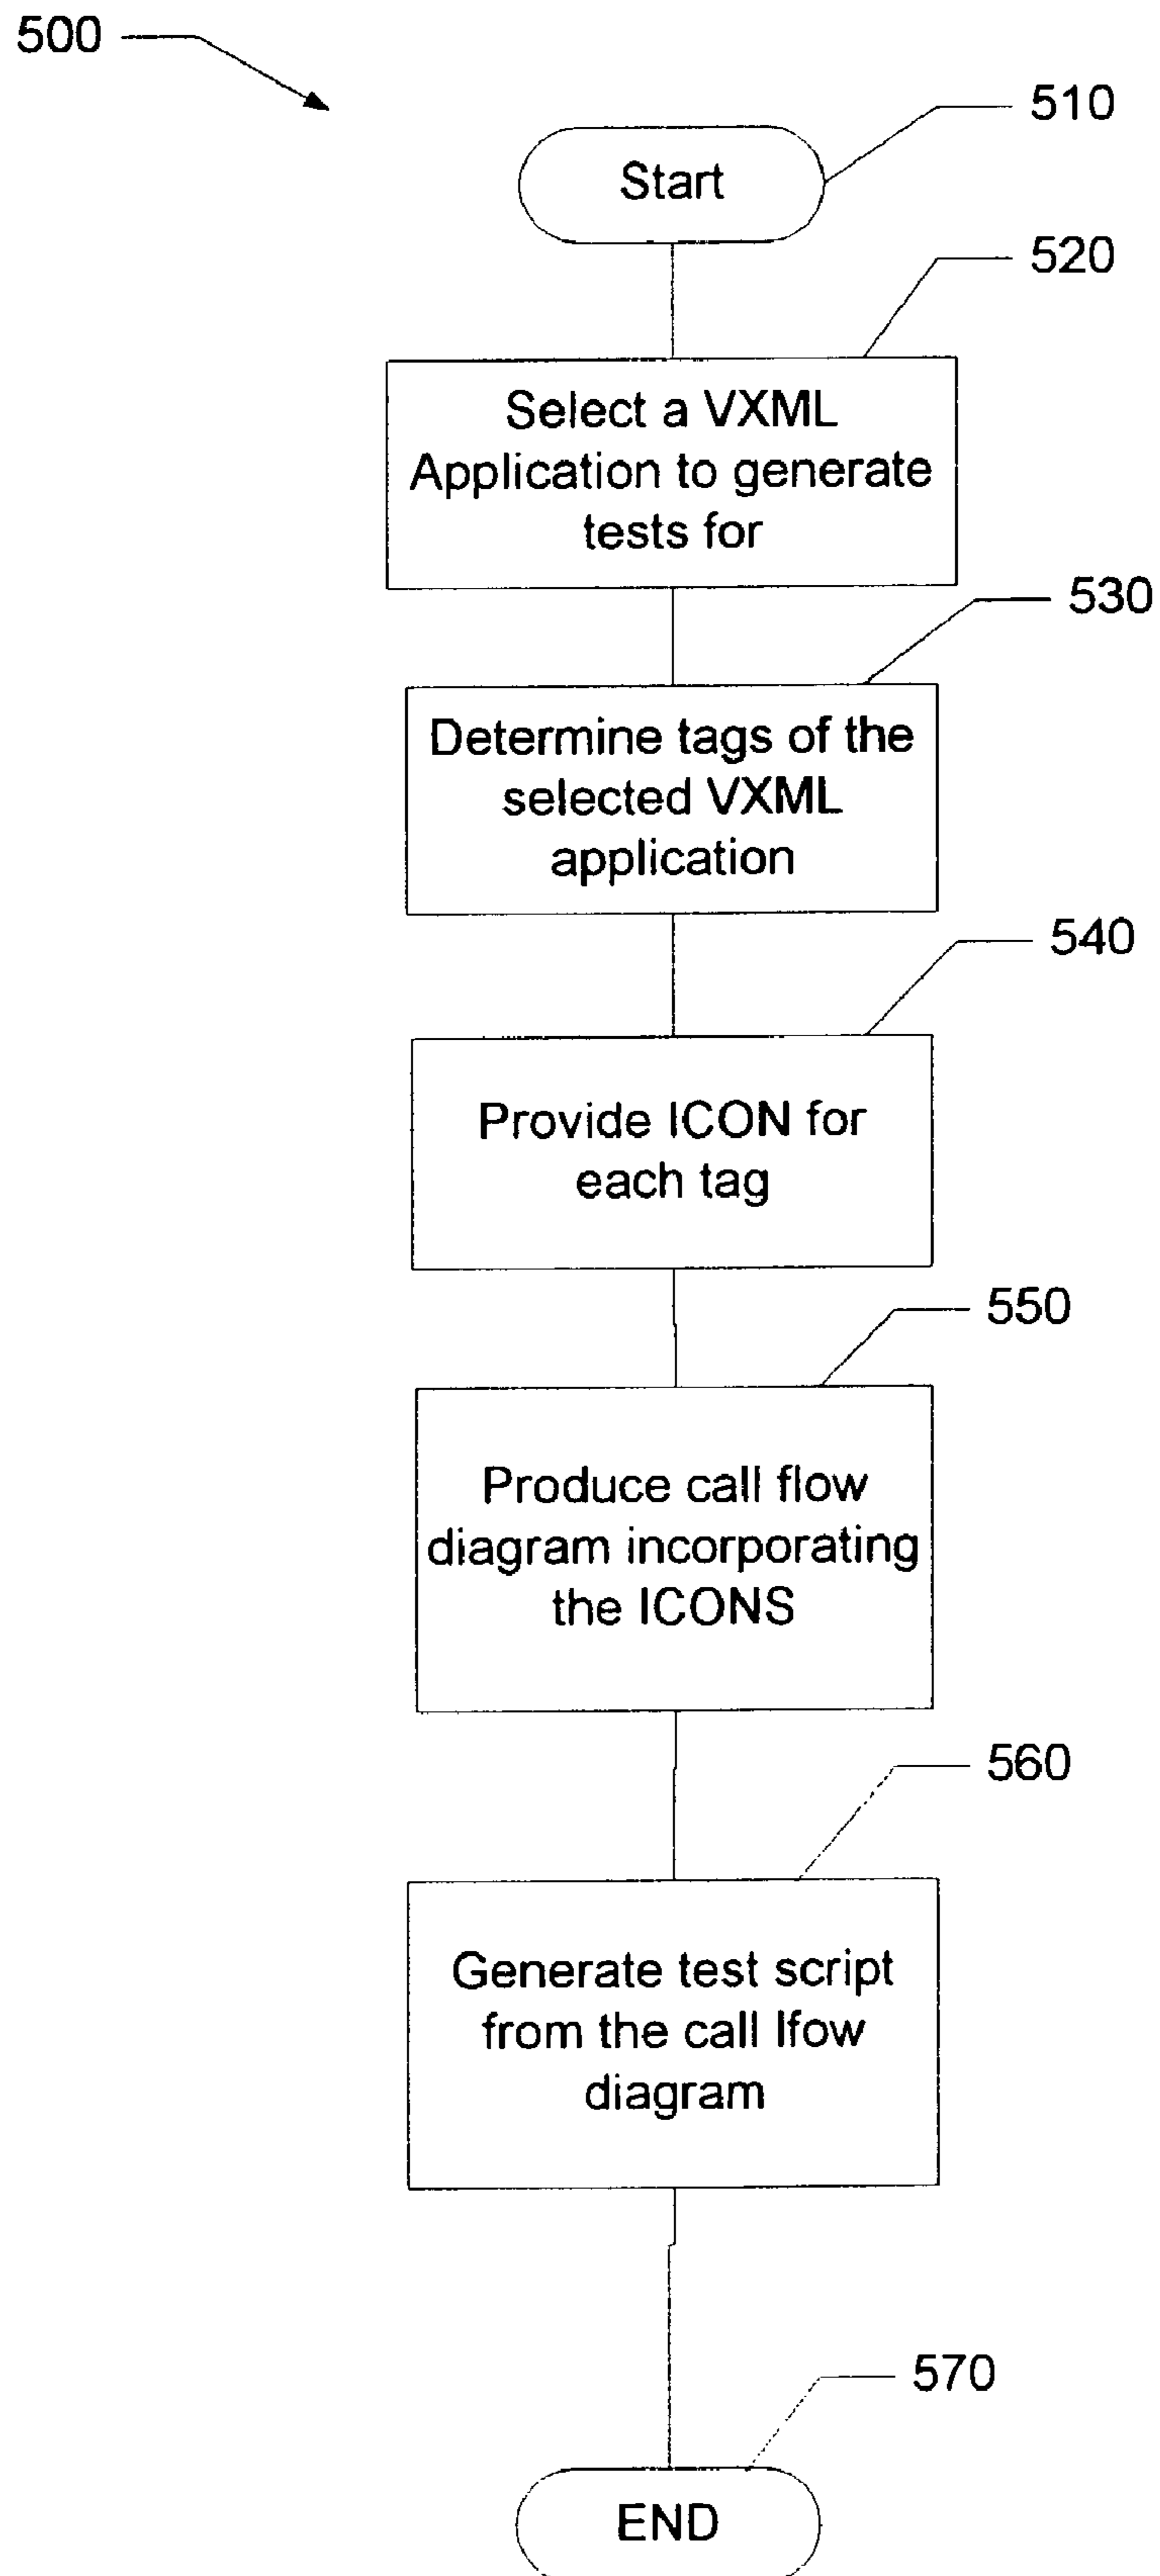 500
510
Start
520
Select a VXML
Application to generate
tests for
530
Determine tags of the
selected VXML
application
540
Provide ICON for
each tag
550
Produce call flow
diagram incorporating
the ICONS
560
Generate test script
from the call lfow
diagram
570
END